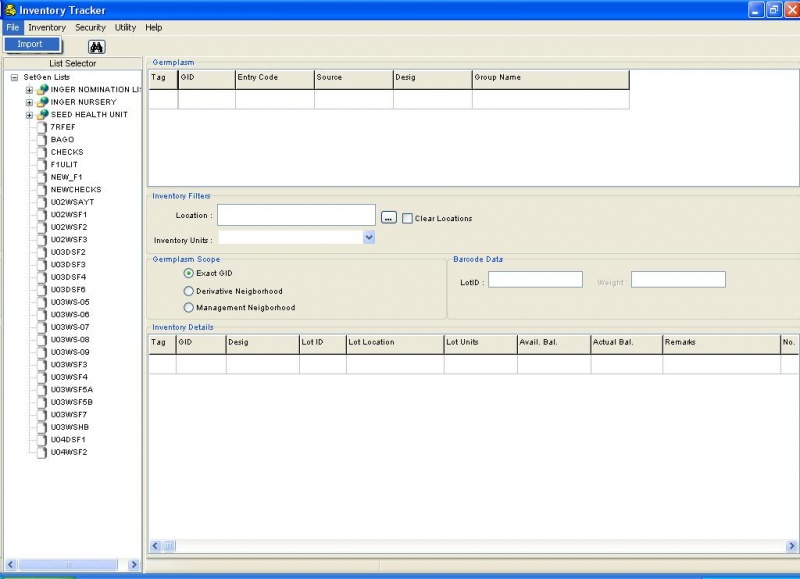 Inventory Tracker
File Inventory Security Utility Help
Import
List Selector
SetGen Lists
INGER NOMINATION LI
INGER NURSERY
SEED HEALTH UNIT
7RFEF
BAGO
CHECKS
F1ULIT
NEW_F1
NEWCHECKS
U02WSAYT
U02WSF1
U02WSF2
U02WSF3
U03DSF2
U03DSF3
U03DSF4
U03DSF6
U03WS-05
U03WS-06
U03WS-07
U03WS-08
U03WS-09
U03WSF3
U03WSF4
U03WSF5A
U03WSF5B
U03WSF7
U03WSHB
U04DSF1
U04WSF2
Germplasm
Tag GID Entry Code Source Desig Group Name
Inventory Filters
Location : ... Clear Locations
Inventory Units :
Germplasm Scope
Exact GID
Derivative Neigborhood
Management Neigborhood
Barcode Data
LotID : Weight :
Inventory Details
Tag GID Desig Lot ID Lot Location Lot Units Avail. Bal. Actual Bal. Remarks No.